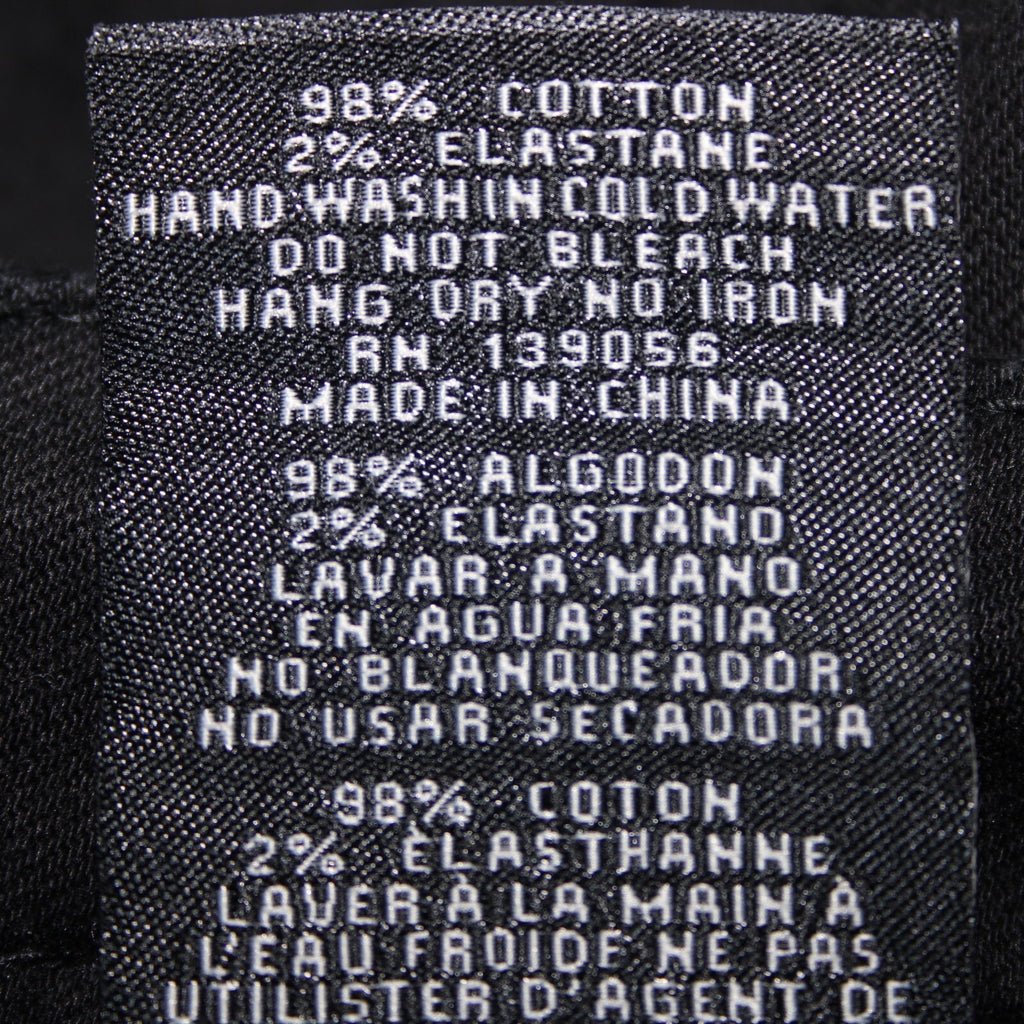 98% COTTON
2% ELASTANE
HAND WASH IN COLD WATER
DO NOT BLEACH
HANG DRY NO IRON
RN 139056
MADE IN CHINA
98% ALGODON
2% ELASTANO
LAVAR A MANO
EN AGUA FRIA
NO BLANQUEADOR
NO USAR SECADORA
98% COTON
2% ÈLASTHANNE
LAVER À LA MAIN À
L'EAU FROIDE NE PAS
UTILISTER D'AGENT DE